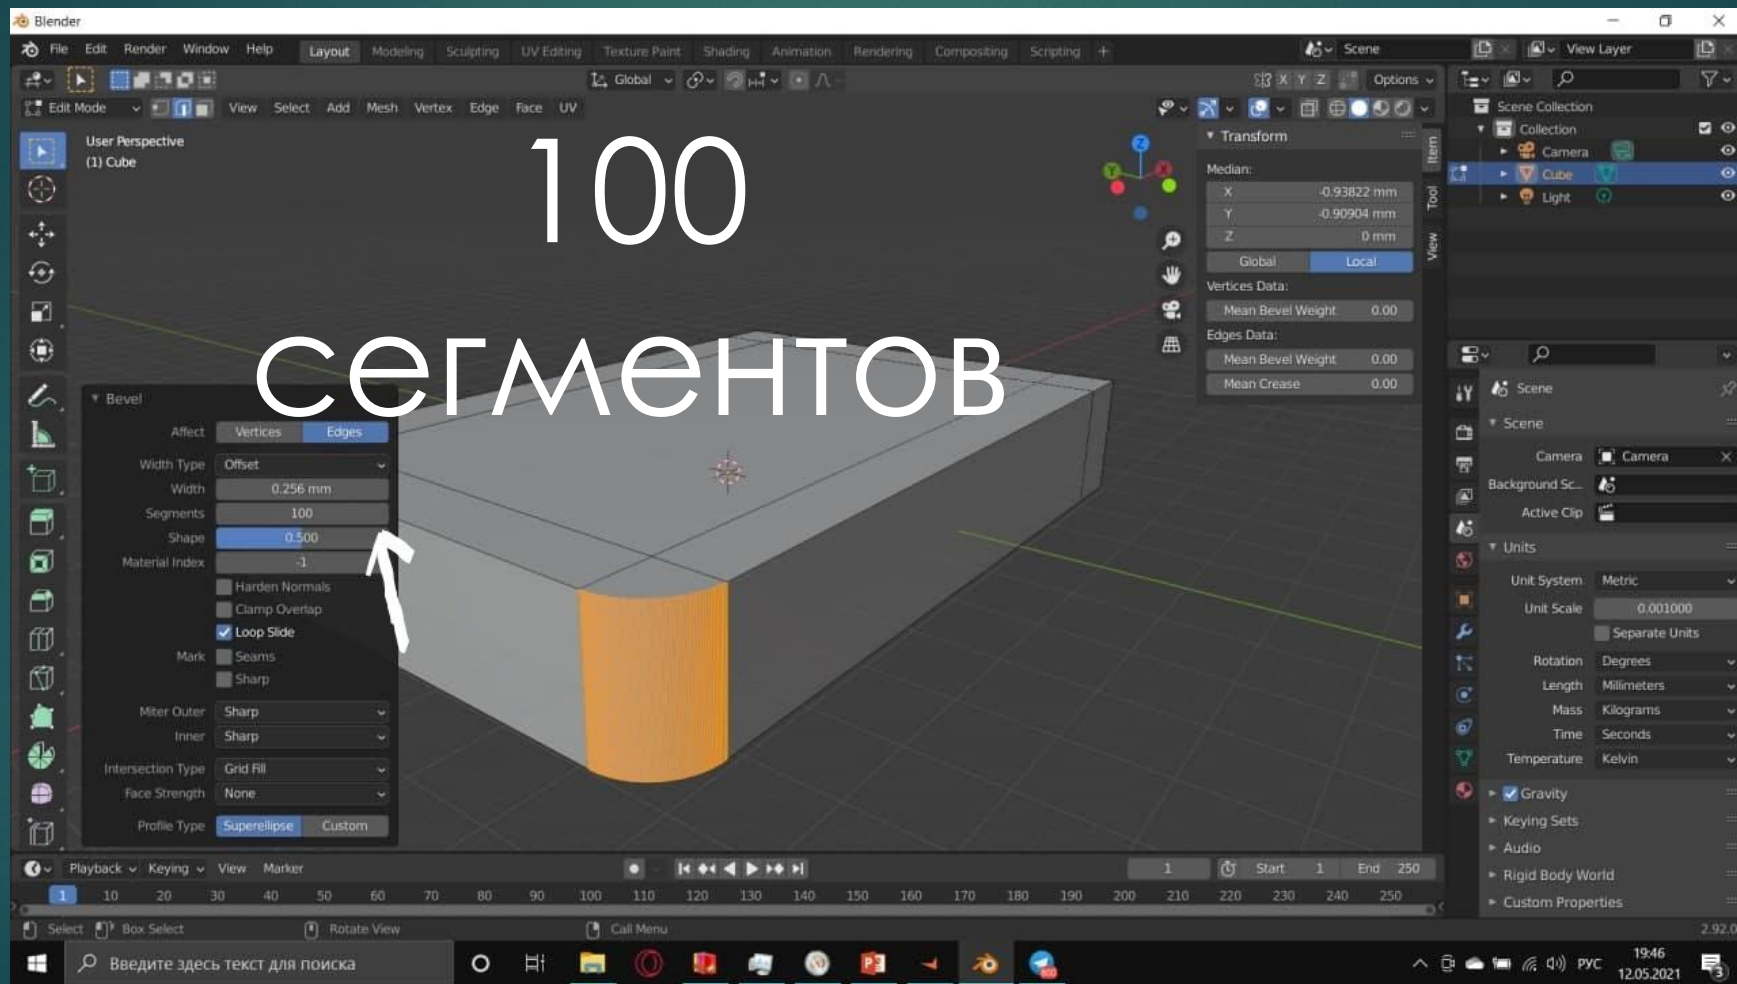 Blender
File Edit Render Window Help Layout Modeling Sculpting UV Editing Texture Paint Shading Animation Rendering Compositing Scripting + Scene View Layer
Global X Y Z Options
Edit Mode View Select Add Mesh Vertex Edge Face UV
User Perspective
(1) Cube
100
сегментов
Z
Y
X
Bevel
Affect Vertices Edges
Width Type Offset
Width 0.256 mm
Segments 100
Shape 0.500
Material Index -1
Harden Normals
Clamp Overlap
Loop Slide
Mark Seams
Sharp
Miter Outer Sharp
Inner Sharp
Intersection Type Grid Fill
Face Strength None
Profile Type Superellipse Custom
Transform
Median:
X -0.93822 mm
Y -0.90904 mm
Z 0 mm
Global Local
Vertices Data:
Mean Bevel Weight 0.00
Edges Data:
Mean Bevel Weight 0.00
Mean Crease 0.00
Item
Tool
View
Scene Collection
Collection
Camera
Cube
Light
Scene
Scene
Camera Camera
Background Sc...
Active Clip
Units
Unit System Metric
Unit Scale 0.001000
Separate Units
Rotation Degrees
Length Millimeters
Mass Kilograms
Time Seconds
Temperature Kelvin
Gravity
Keying Sets
Audio
Rigid Body World
Custom Properties
Playback Keying View Marker 1 Start 1 End 250
1 10 20 30 40 50 60 70 80 90 100 110 120 130 140 150 160 170 180 190 200 210 220 230 240 250
Select Box Select Rotate View Call Menu 2.92.0
Введите здесь текст для поиска
РУС
19:46
12.05.2021
3